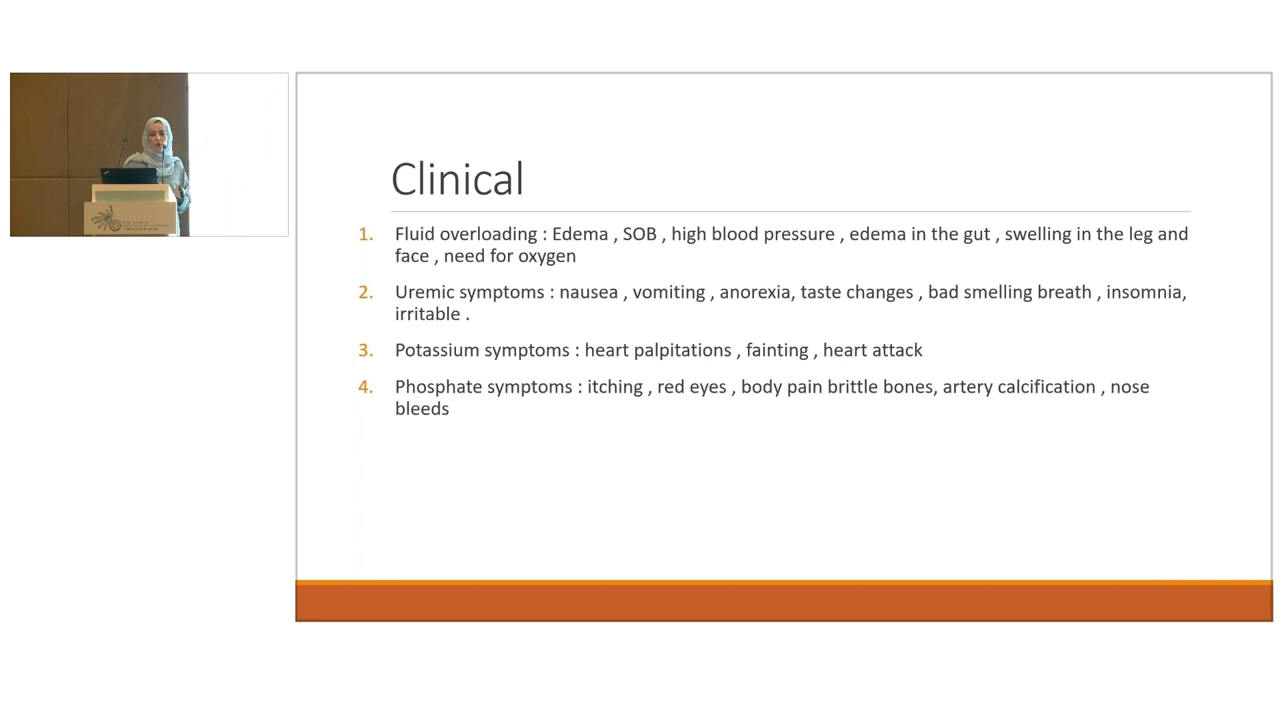 Clinical
1. Fluid overloading : Edema , SOB , high blood pressure , edema in the gut , swelling in the leg and
face , need for oxygen
2. Uremic symptoms : nausea , vomiting , anorexia, taste changes , bad smelling breath , insomnia,
irritable .
3. Potassium symptoms : heart palpitations , fainting , heart attack
4. Phosphate symptoms : itching , red eyes , body pain brittle bones, artery calcification , nose
bleeds